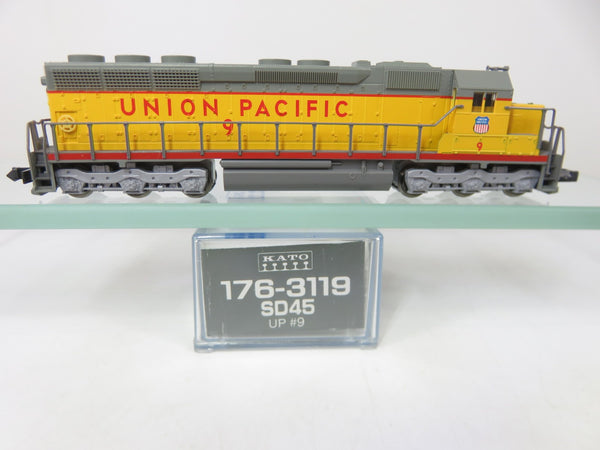 UNION PACIFIC
9
9
KATO
176-3119
SD45
UP #9